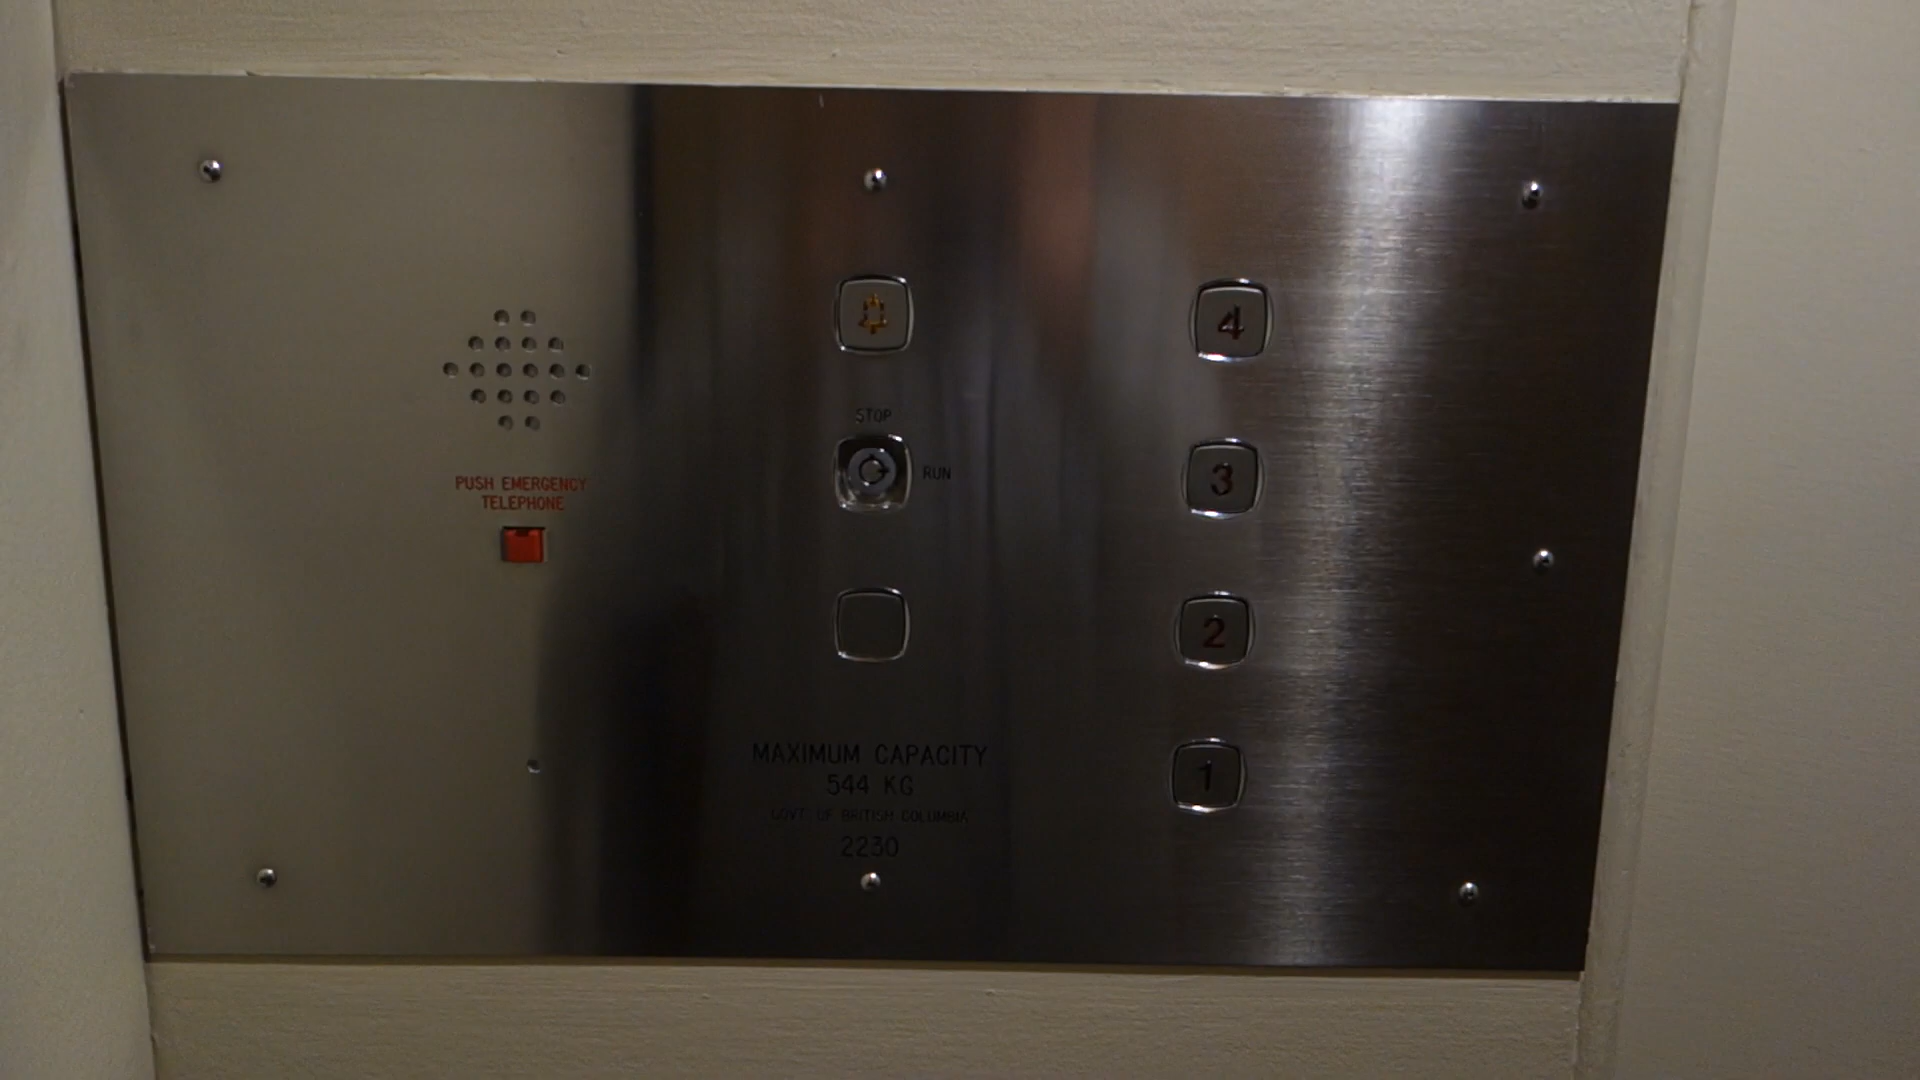 PUSH EMERGENCY
TELEPHONE
STOP
RUN
MAXIMUM CAPACITY
544 KG
GOVT OF BRITISH COLUMBIA
2230
4
3
2
1